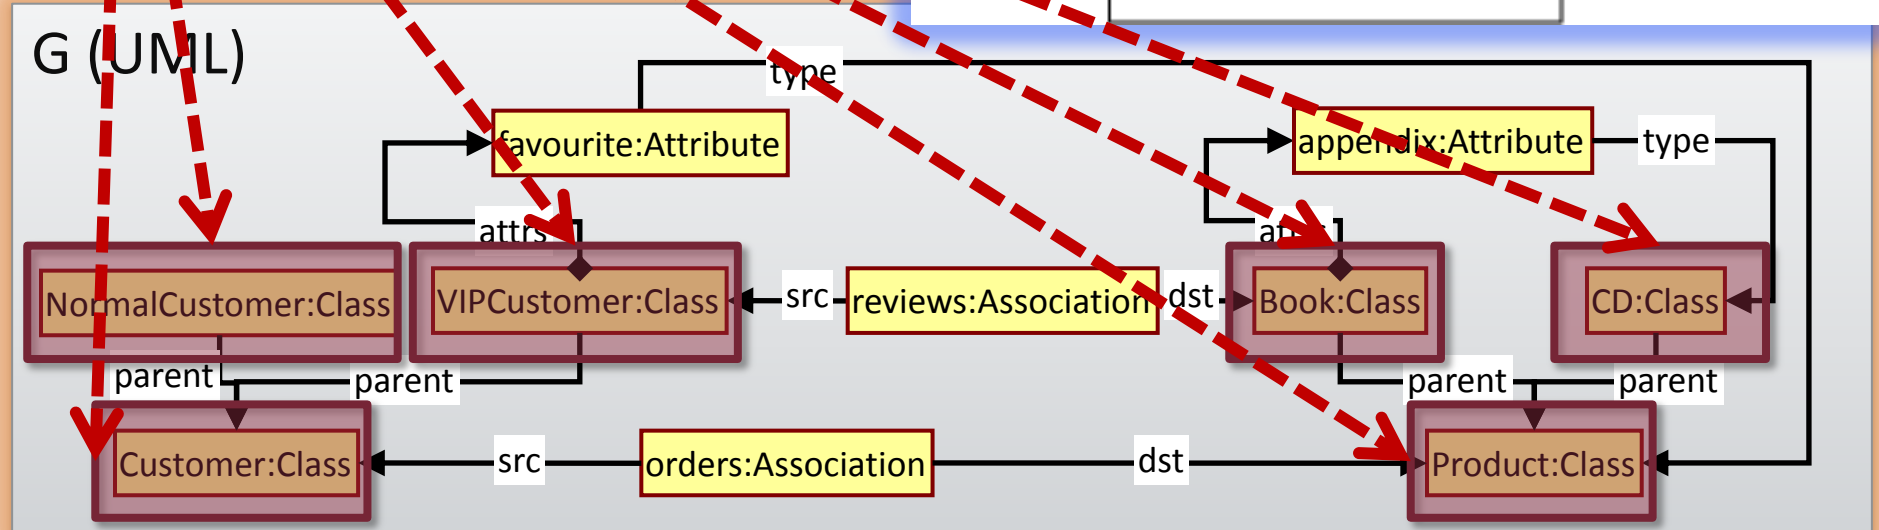 G (UML)
type
favourite:Attribute
appendix:Attribute
type
attrs
attrs
NormalCustomer:Class
VIPCustomer:Class
src
reviews:Association
dst
Book:Class
CD:Class
parent
parent
parent
parent
Customer:Class
src
orders:Association
dst
Product:Class